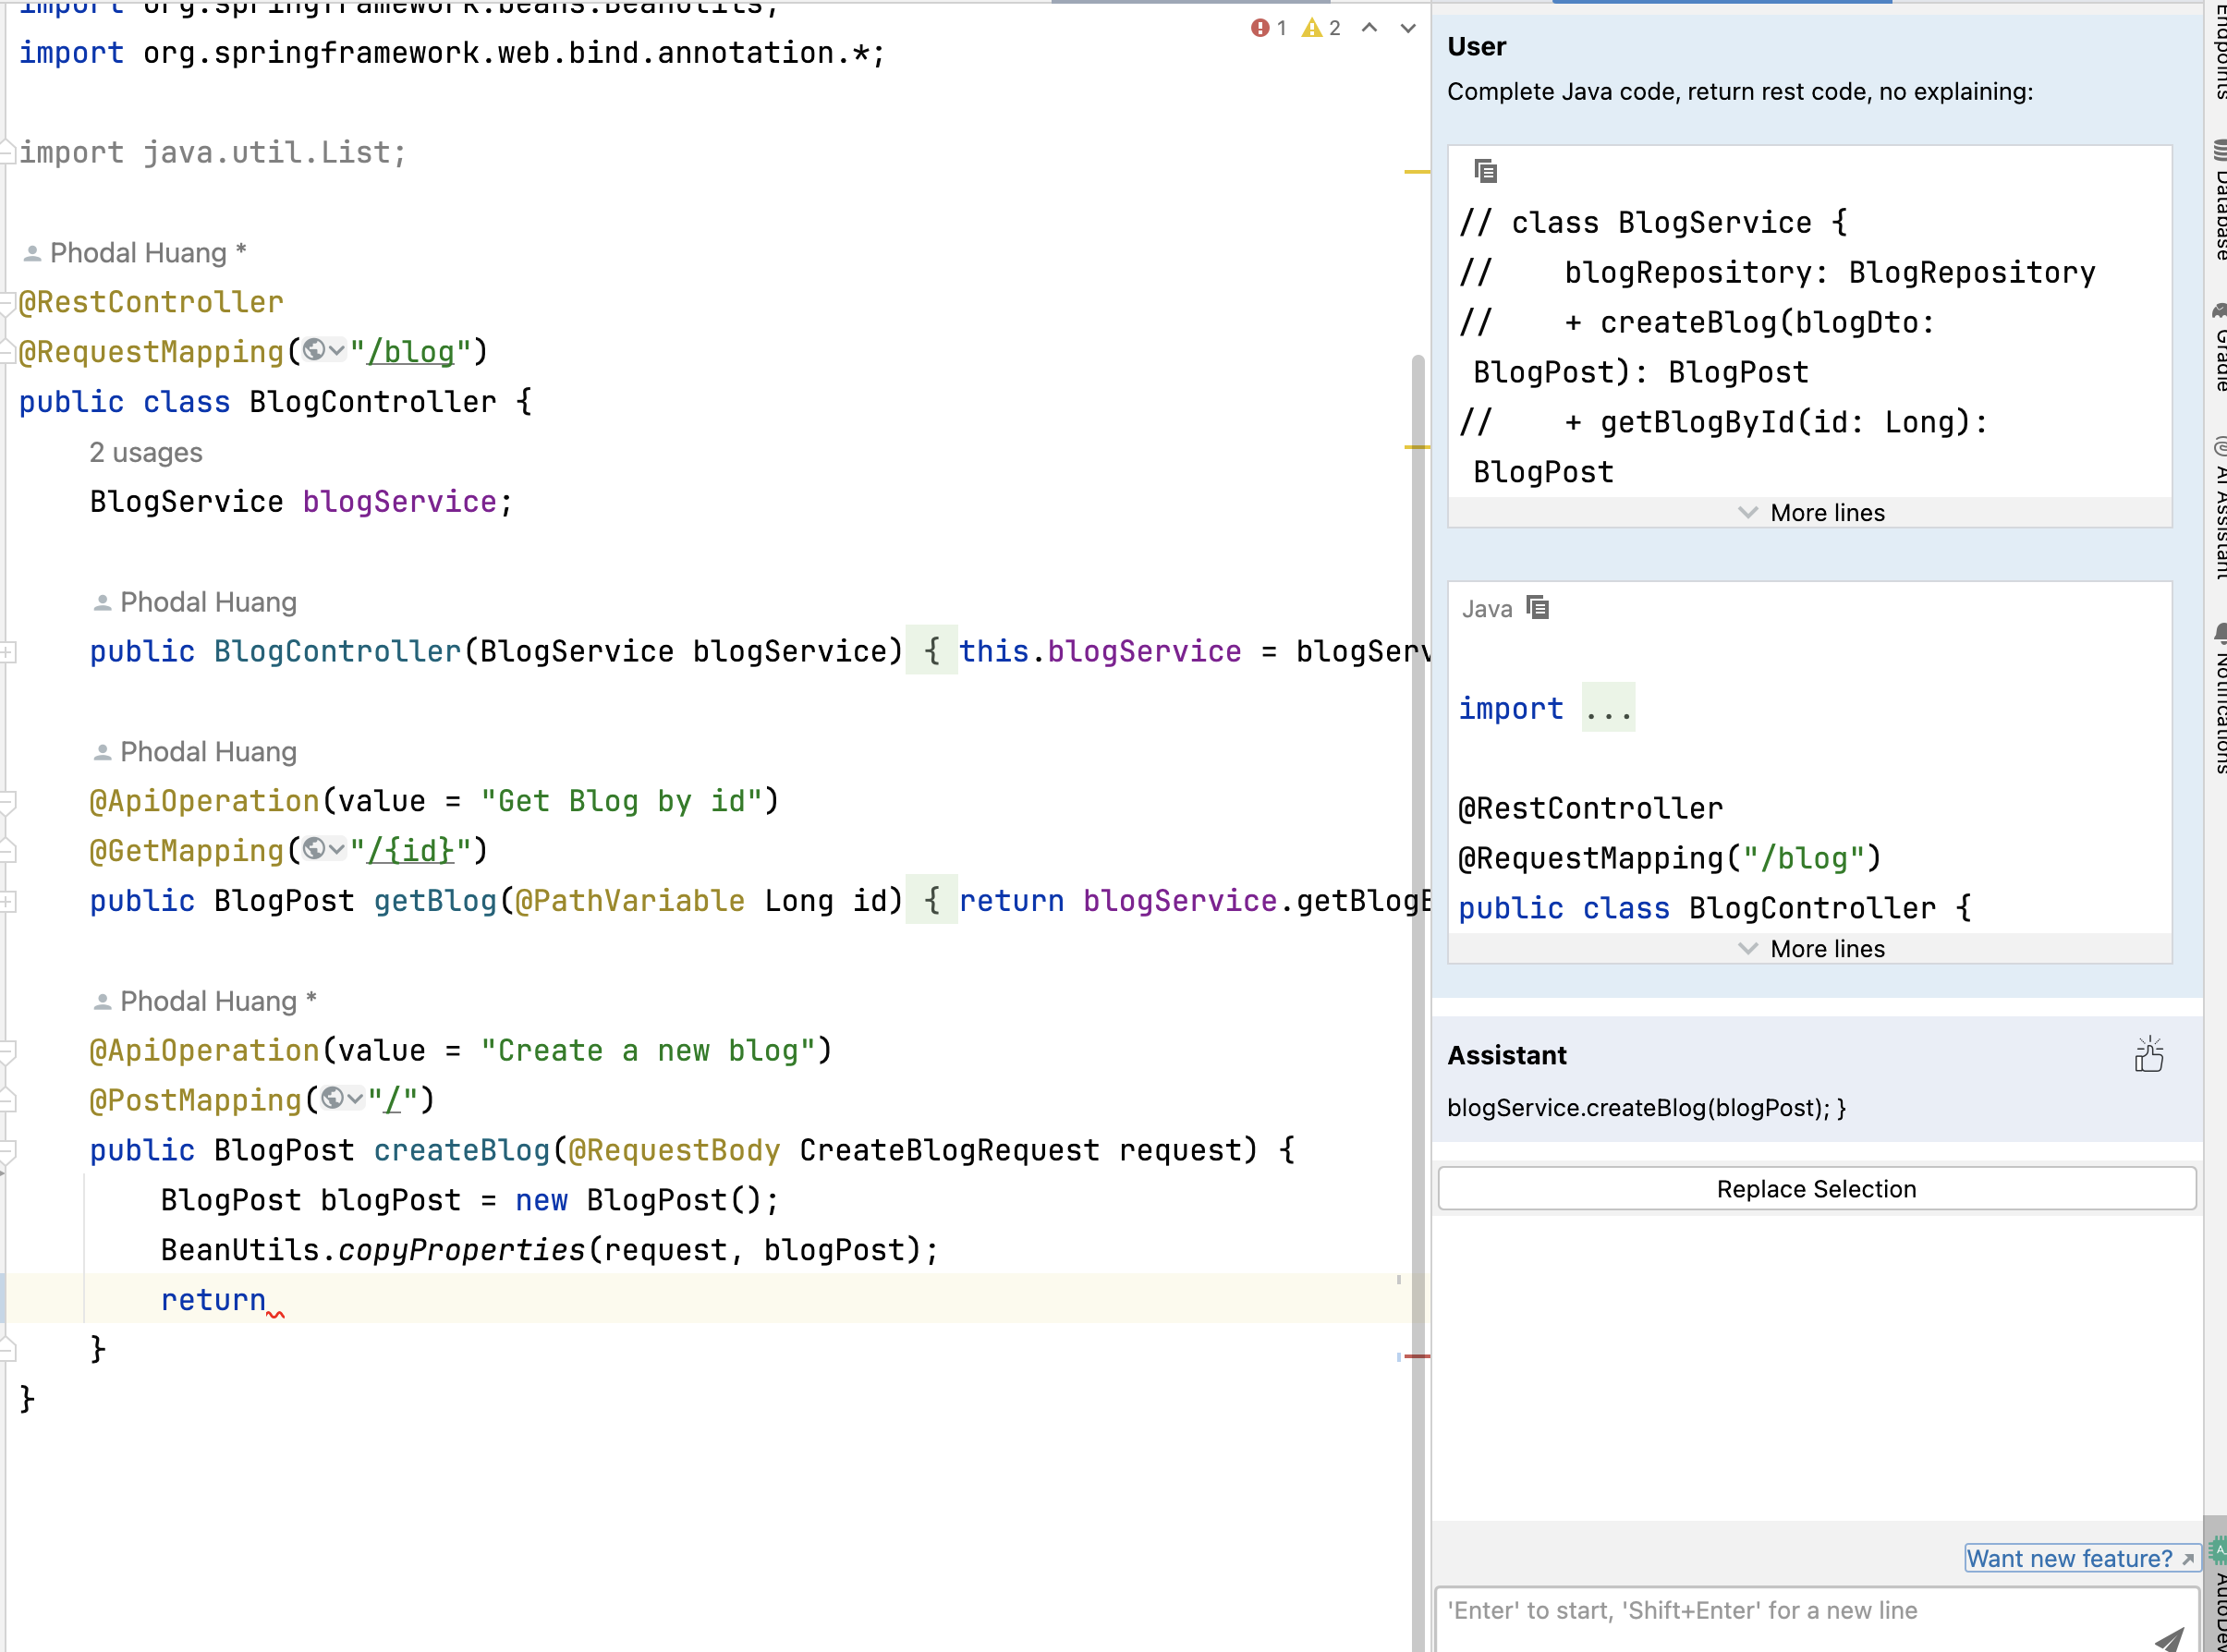 import org.springframework.beans.BeanUtils;
import org.springframework.web.bind.annotation.*;
1 2
import java.util.List;
Phodal Huang *
@RestController
@RequestMapping("/blog")
public class BlogController {
2 usages
BlogService blogService;
Phodal Huang
public BlogController(BlogService blogService) { this.blogService = blogServ
Phodal Huang
@ApiOperation(value = "Get Blog by id")
@GetMapping("/{id}")
public BlogPost getBlog(@PathVariable Long id) { return blogService.getBlogB
Phodal Huang *
@ApiOperation(value = "Create a new blog")
@PostMapping("/")
public BlogPost createBlog(@RequestBody CreateBlogRequest request) {
BlogPost blogPost = new BlogPost();
BeanUtils.copyProperties(request, blogPost);
return
}
}
User
Complete Java code, return rest code, no explaining:
// class BlogService {
// blogRepository: BlogRepository
// + createBlog(blogDto:
BlogPost): BlogPost
// + getBlogById(id: Long):
BlogPost
More lines
Java
import ...
@RestController
@RequestMapping("/blog")
public class BlogController {
More lines
Assistant
blogService.createBlog(blogPost); }
Replace Selection
Want new feature?
'Enter' to start, 'Shift+Enter' for a new line
Endpoints
Database
Gradle
AI Assistant
Notifications
AutoDev